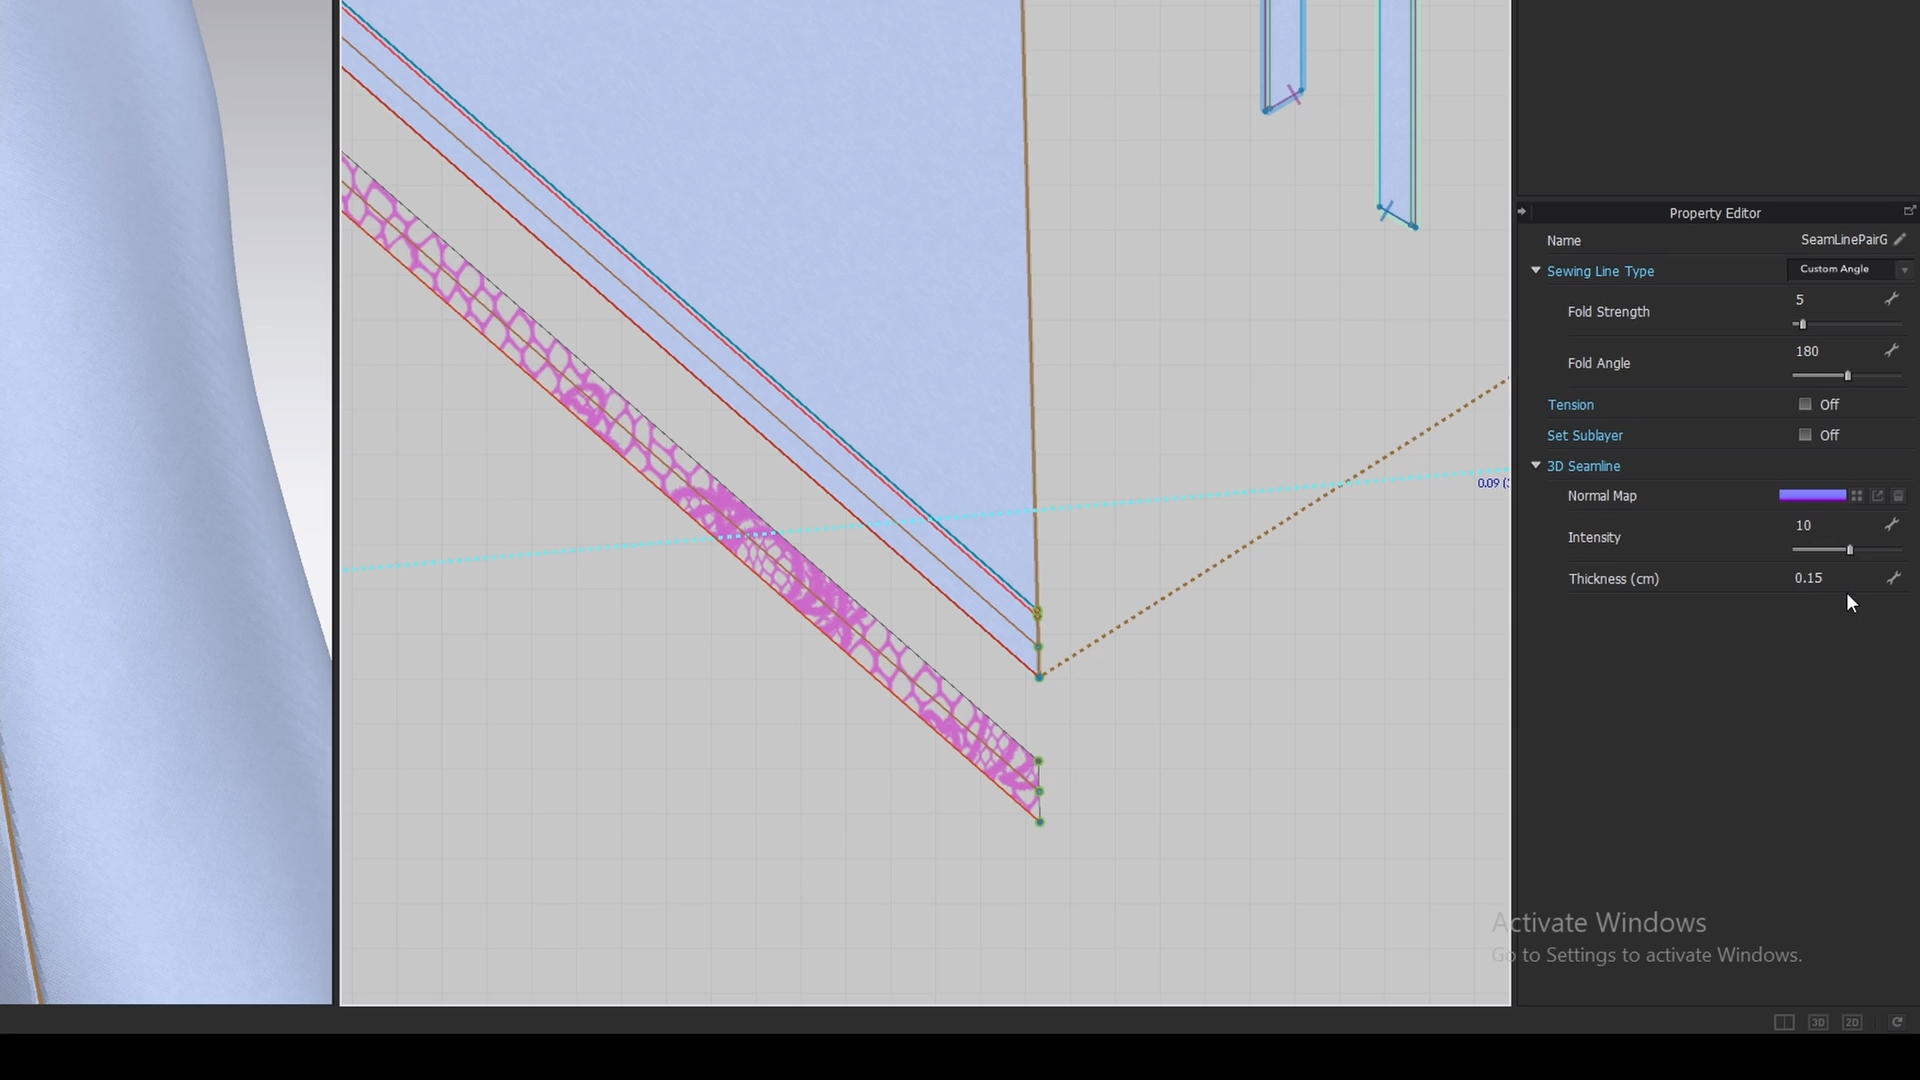 0.09 (
Property Editor
Name SeamLinePairG
Sewing Line Type Custom Angle
Fold Strength 5
Fold Angle 180
Tension Off
Set Sublayer Off
3D Seamline
Normal Map
Intensity 10
Thickness (cm) 0.15
Activate Windows
Go to Settings to activate Windows.
3D 2D